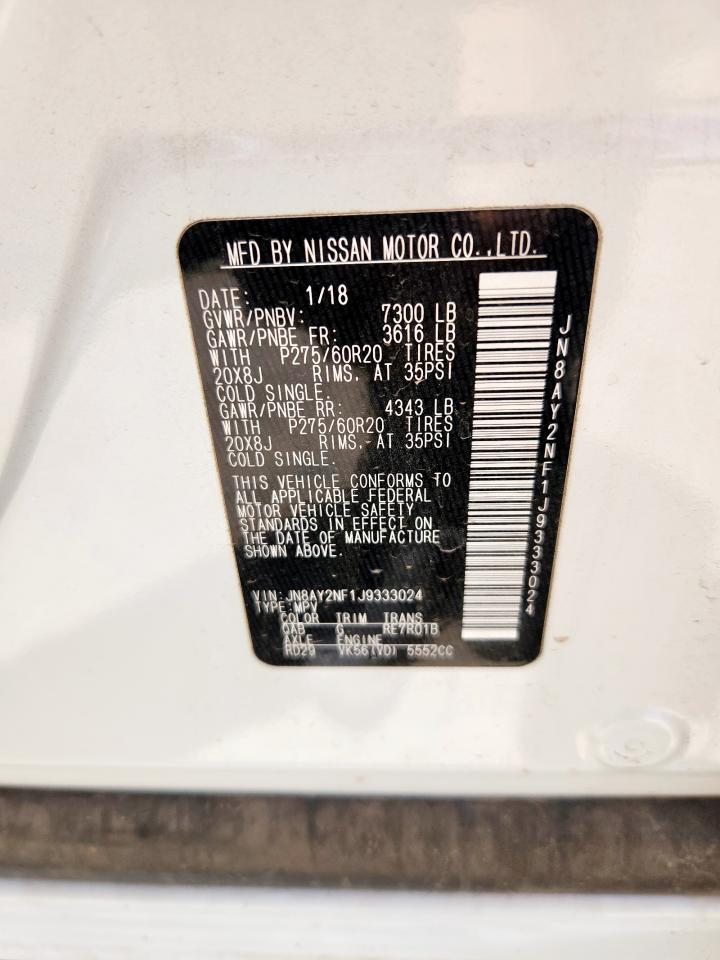 MFD BY NISSAN MOTOR CO.,LTD.
DATE: 1/18
GVWR/PNBV: 7300 LB
GAWR/PNBE FR: 3616 LB
WITH P275/60R20 TIRES
20X8J RIMS, AT 35PSI
COLD SINGLE.
GAWR/PNBE RR: 4343 LB
WITH P275/60R20 TIRES
20X8J RIMS, AT 35PSI
COLD SINGLE.
THIS VEHICLE CONFORMS TO
ALL APPLICABLE FEDERAL
MOTOR VEHICLE SAFETY
STANDARDS IN EFFECT ON
THE DATE OF MANUFACTURE
SHOWN ABOVE.
VIN: JN8AY2NF1J9333024
TYPE:MPV
COLOR TRIM TRANS
QAB G RE7R01B
AXLE ENGINE
RD29 VK56(VD) 5552CC
JN8AY2NF1J9333024